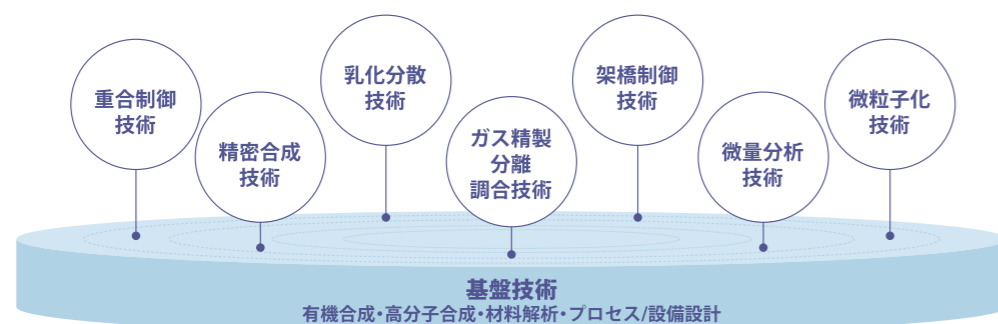 重合制御
技術
精密合成
技術
乳化分散
技術
ガス精製
分離
調合技術
架橋制御
技術
微量分析
技術
微粒子化
技術
基盤技術
有機合成・高分子合成・材料解析・プロセス/設備設計